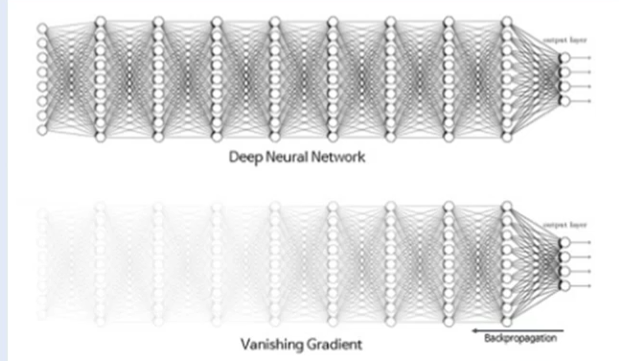 output layer
Deep Neural Network
output layer
Backpropagation
Vanishing Gradient